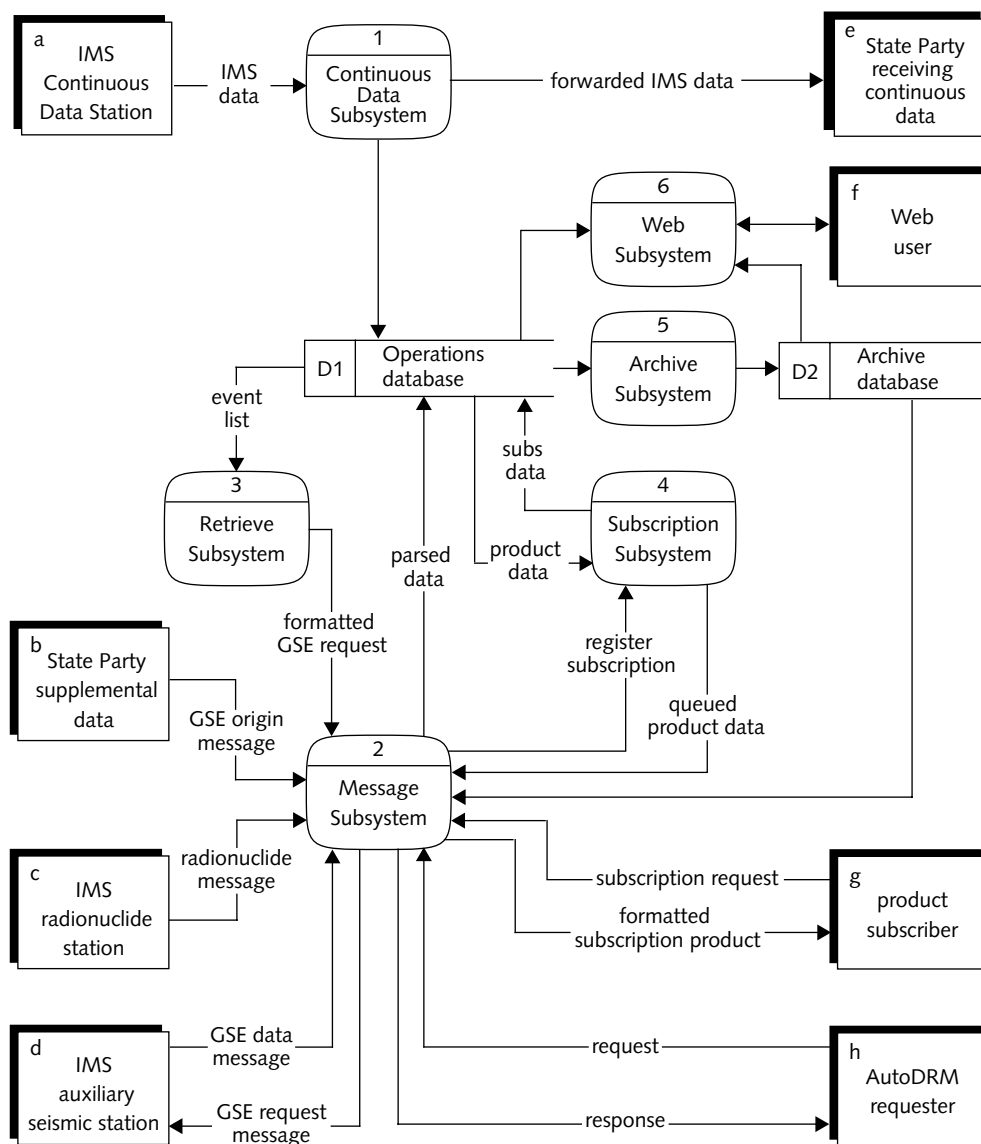 a
IMS
Continuous
Data Station
IMS
data
1
Continuous
Data
Subsystem
forwarded IMS data
e
State Party
receiving
continuous
data
6
Web
Subsystem
f
Web
user
D1
Operations
database
5
Archive
Subsystem
D2
Archive
database
event
list
subs
data
3
Retrieve
Subsystem
4
Subscription
Subsystem
parsed
data
product
data
formatted
GSE request
register
subscription
b
State Party
supplemental
data
GSE origin
message
queued
product data
2
Message
Subsystem
radionuclide
message
c
IMS
radionuclide
station
subscription request
formatted
subscription product
g
product
subscriber
d
IMS
auxiliary
seismic station
GSE data
message
GSE request
message
request
response
h
AutoDRM
requester